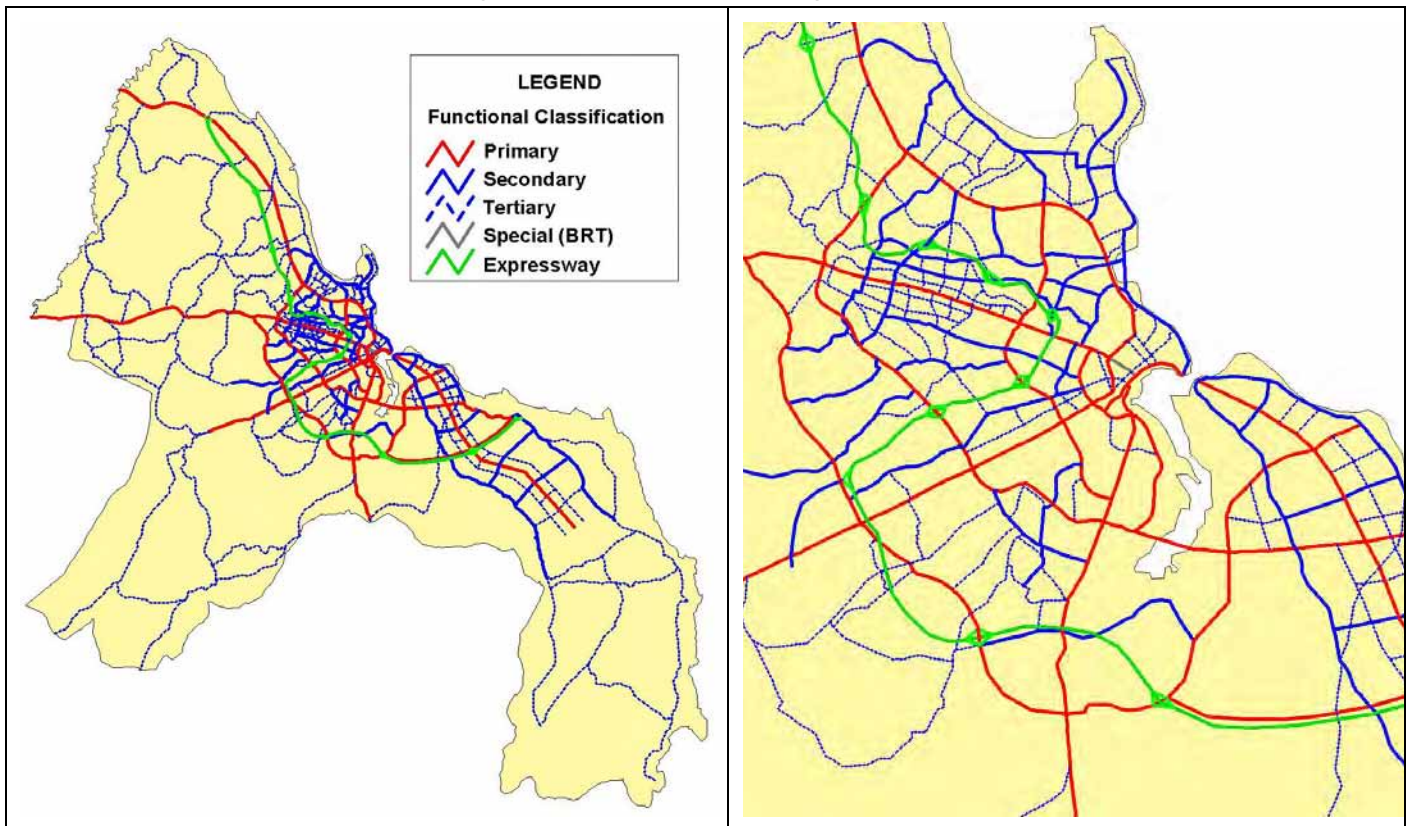 LEGEND
Functional Classification
Primary
Secondary
Tertiary
Special (BRT)
Expressway